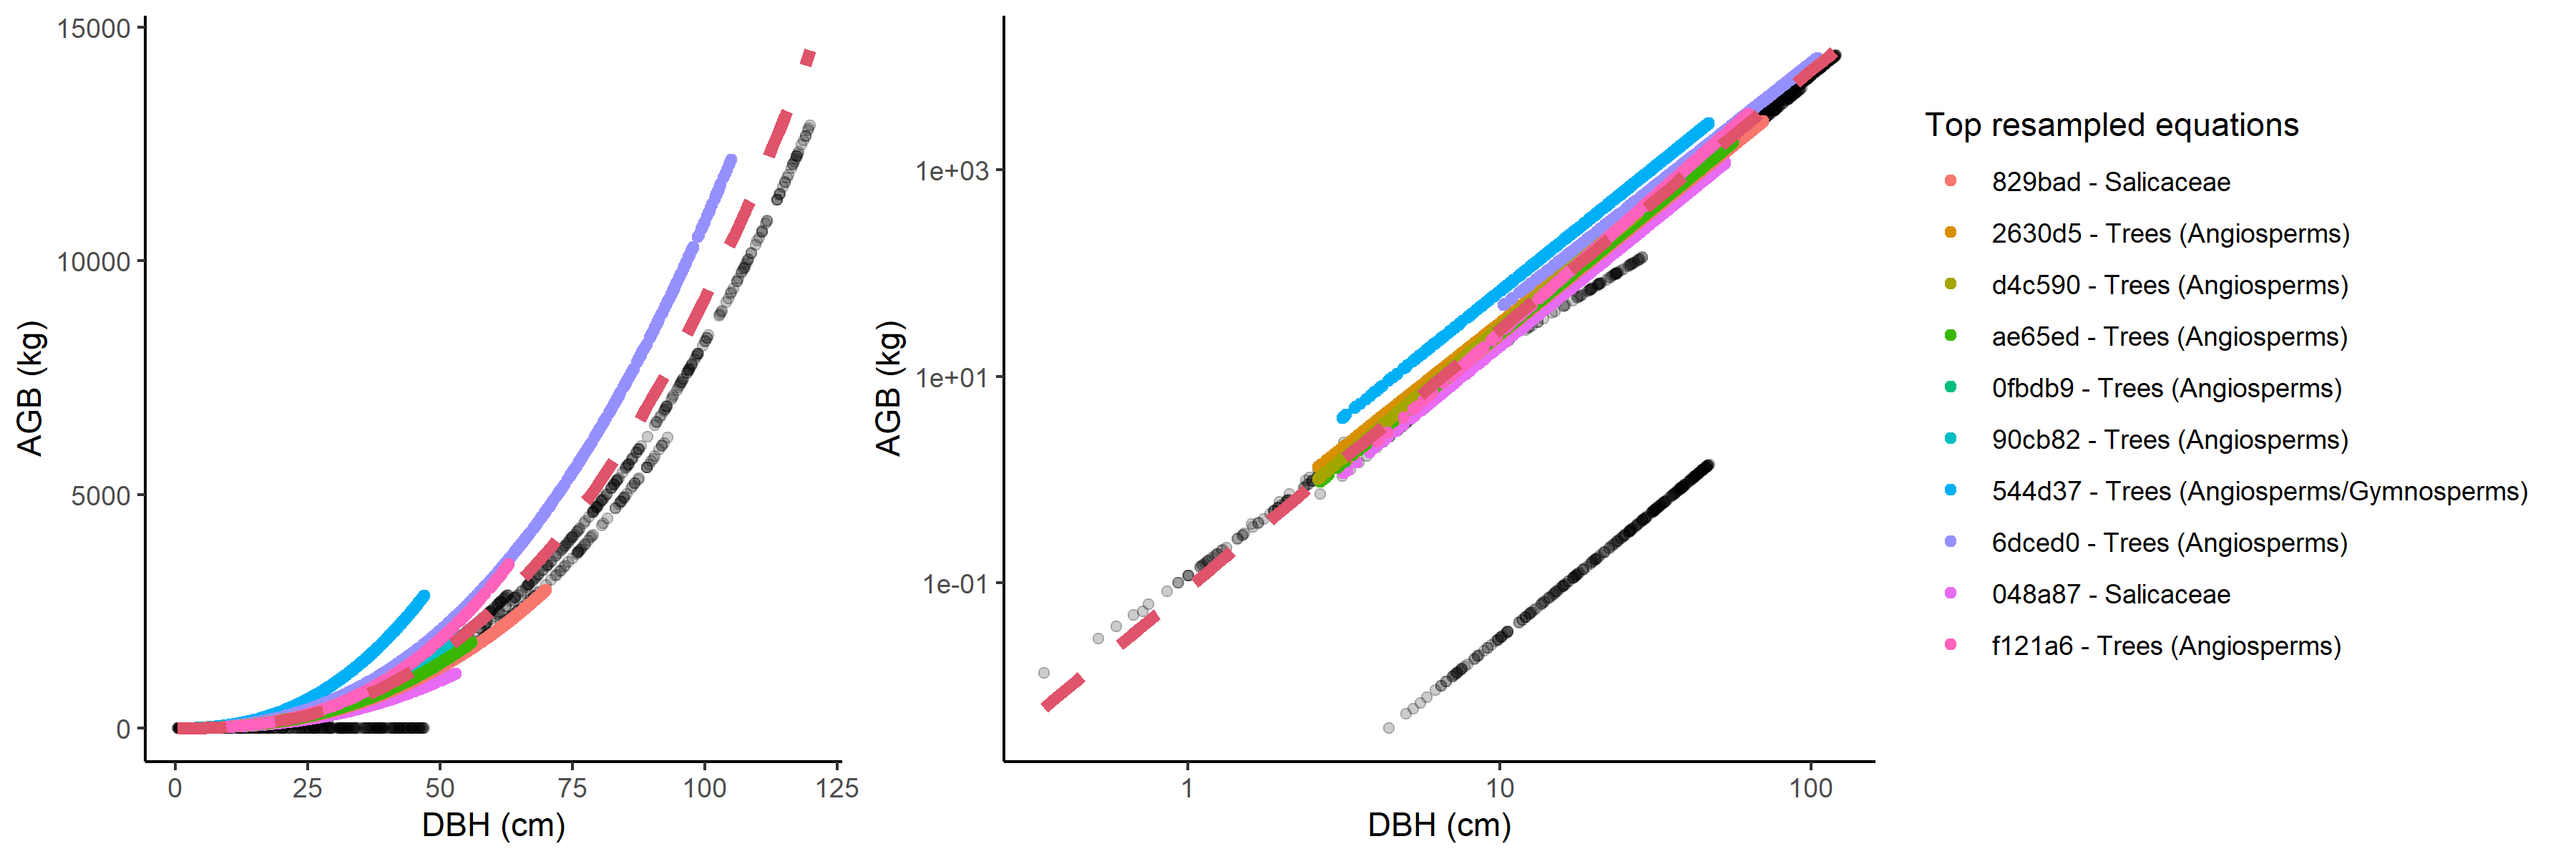 15000
10000
5000
0
AGB (kg)
0 25 50 75 100 125
DBH (cm)
1e+03
1e+01
1e-01
AGB (kg)
1 10 100
DBH (cm)
Top resampled equations
829bad - Salicaceae
2630d5 - Trees (Angiosperms)
d4c590 - Trees (Angiosperms)
ae65ed - Trees (Angiosperms)
0fbdb9 - Trees (Angiosperms)
90cb82 - Trees (Angiosperms)
544d37 - Trees (Angiosperms/Gymnosperms)
6dced0 - Trees (Angiosperms)
048a87 - Salicaceae
f121a6 - Trees (Angiosperms)